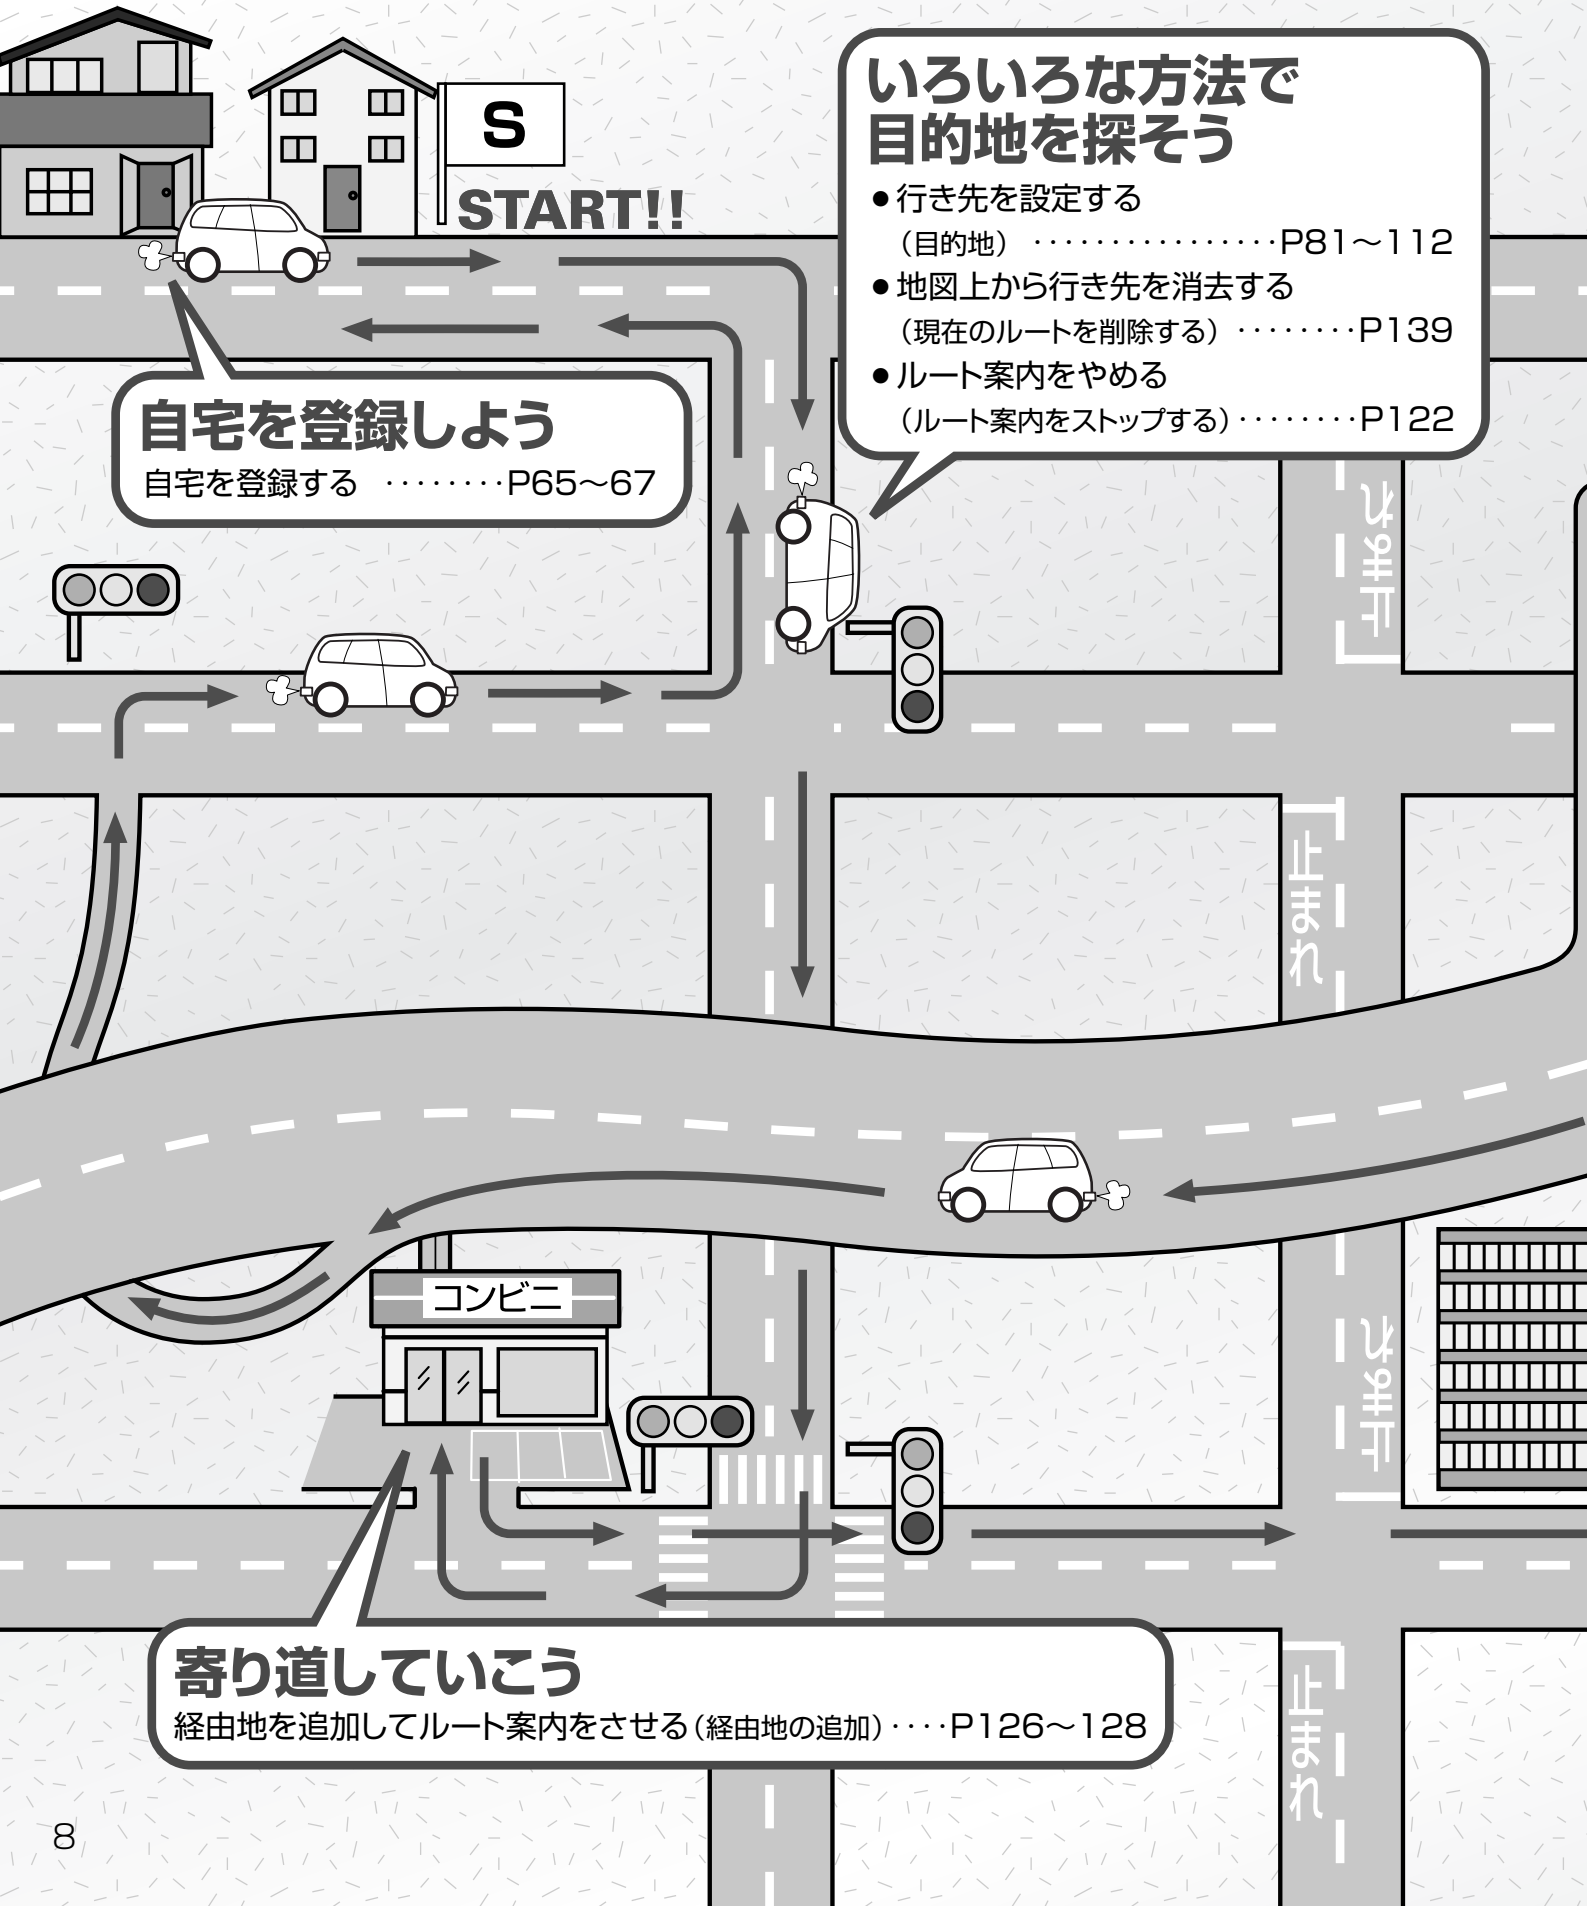 S
START!!
いろいろな方法で
目的地を探そう
●行き先を設定する
（目的地） ················P81～112
●地図上から行き先を消去する
（現在のルートを削除する）········P139
●ルート案内をやめる
（ルート案内をストップする）········P122
自宅を登録しよう
自宅を登録する ········P65～67
止まれ
止まれ
コンビニ
止まれ
寄り道していこう
経由地を追加してルート案内をさせる（経由地の追加）····P126～128
止まれ
8